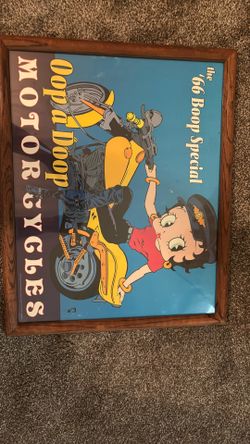 the '66 Boop Special
Oop a Doop
MOTORCYCLES